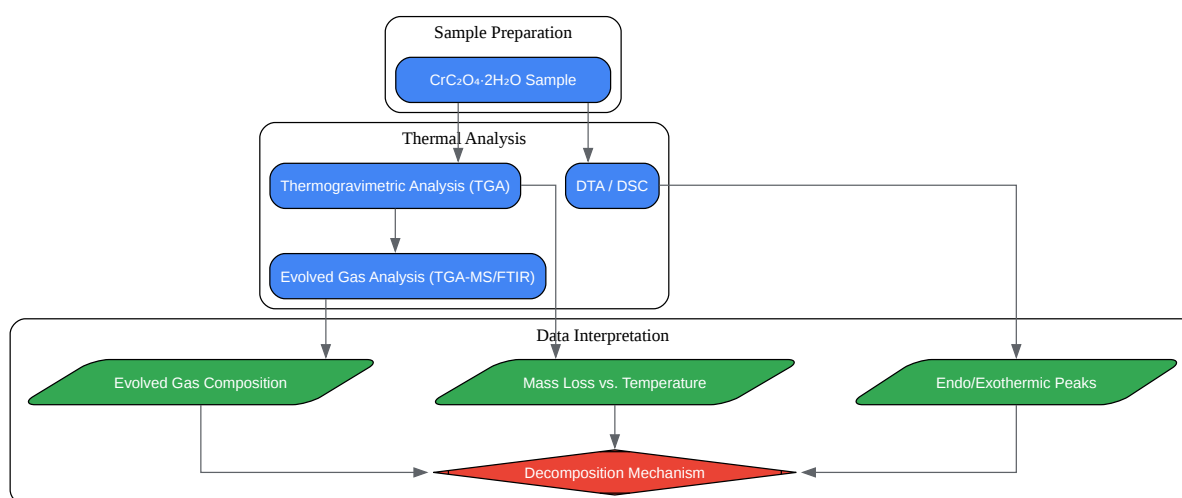 Sample Preparation
CrC₂O₄·2H₂O Sample
Thermal Analysis
Thermogravimetric Analysis (TGA)
DTA / DSC
Evolved Gas Analysis (TGA-MS/FTIR)
Data Interpretation
Evolved Gas Composition
Mass Loss vs. Temperature
Endo/Exothermic Peaks
Decomposition Mechanism